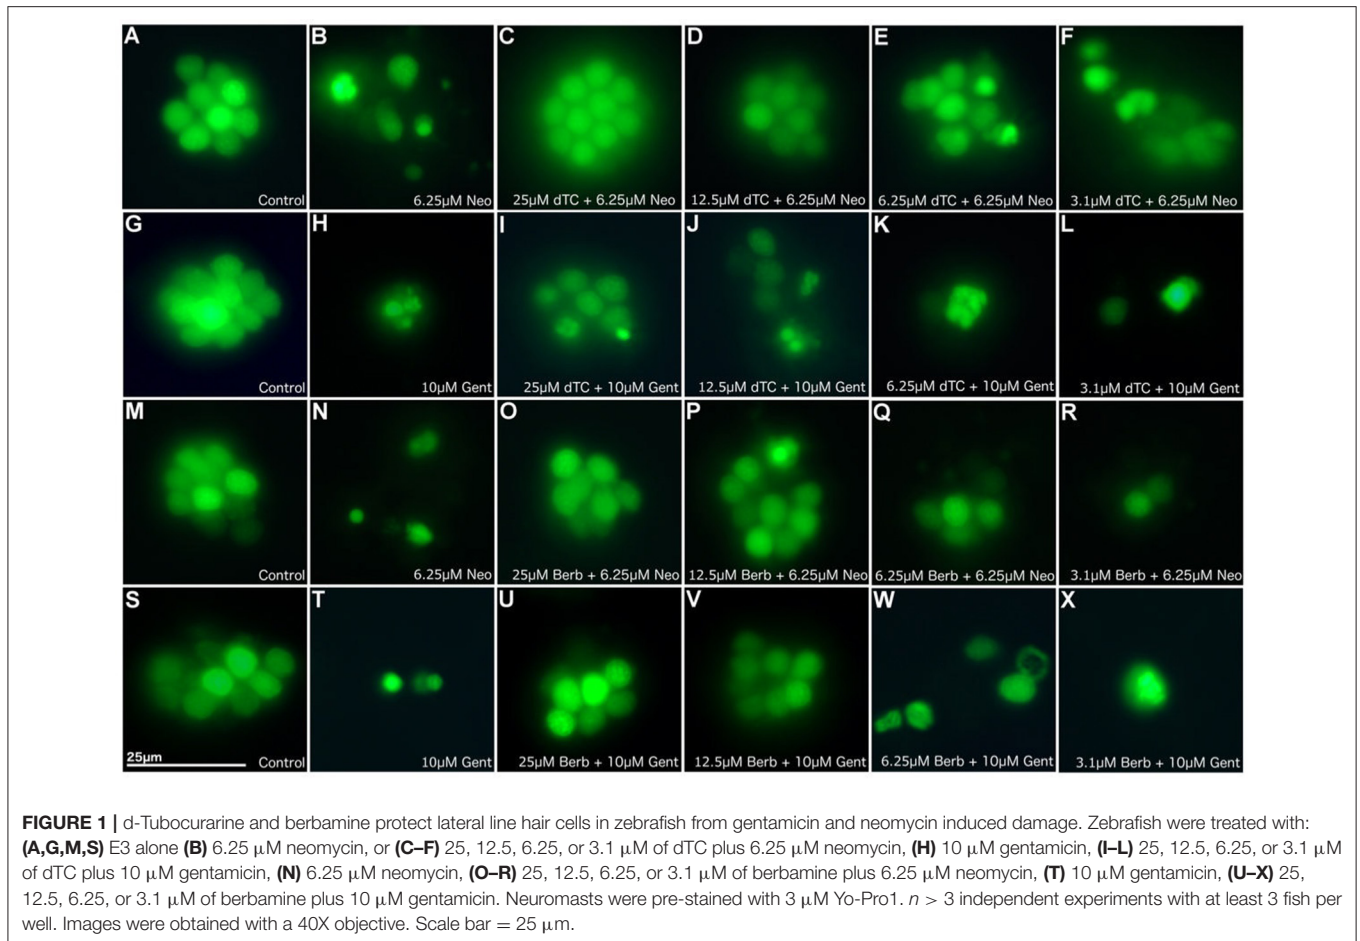 A B C D E F
Control 6.25µM Neo 25µM dTC + 6.25µM Neo 12.5µM dTC + 6.25µM Neo 6.25µM dTC + 6.25µM Neo 3.1µM dTC + 6.25µM Neo
G H I J K L
Control 10µM Gent 25µM dTC + 10µM Gent 12.5µM dTC + 10µM Gent 6.25µM dTC + 10µM Gent 3.1µM dTC + 10µM Gent
M N O P Q R
Control 6.25µM Neo 25µM Berb + 6.25µM Neo 12.5µM Berb + 6.25µM Neo 6.25µM Berb + 6.25µM Neo 3.1µM Berb + 6.25µM Neo
S T U V W X
25µm Control 10µM Gent 25µM Berb + 10µM Gent 12.5µM Berb + 10µM Gent 6.25µM Berb + 10µM Gent 3.1µM Berb + 10µM Gent
FIGURE 1 | d-Tubocurarine and berbamine protect lateral line hair cells in zebrafish from gentamicin and neomycin induced damage. Zebrafish were treated with:
(A,G,M,S) E3 alone (B) 6.25 µM neomycin, or (C–F) 25, 12.5, 6.25, or 3.1 µM of dTC plus 6.25 µM neomycin, (H) 10 µM gentamicin, (I–L) 25, 12.5, 6.25, or 3.1 µM
of dTC plus 10 µM gentamicin, (N) 6.25 µM neomycin, (O–R) 25, 12.5, 6.25, or 3.1 µM of berbamine plus 6.25 µM neomycin, (T) 10 µM gentamicin, (U–X) 25,
12.5, 6.25, or 3.1 µM of berbamine plus 10 µM gentamicin. Neuromasts were pre-stained with 3 µM Yo-Pro1. n > 3 independent experiments with at least 3 fish per
well. Images were obtained with a 40X objective. Scale bar = 25 µm.